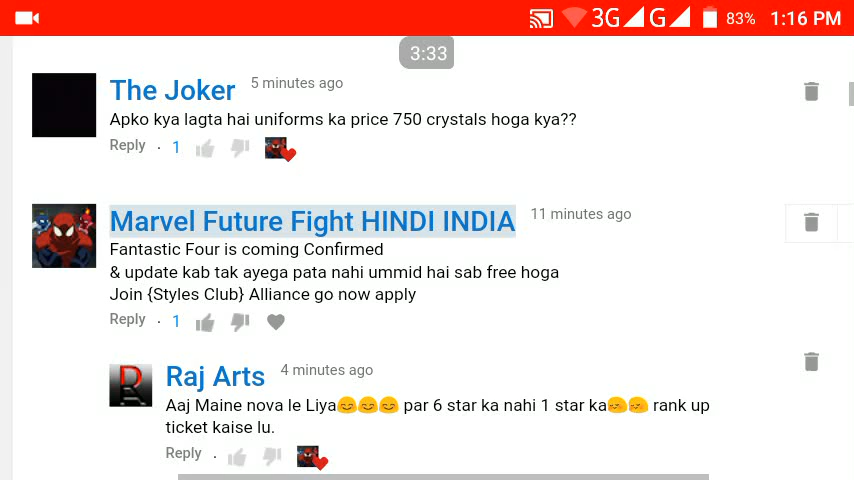 3G G 83% 1:16 PM
3:33
The Joker 5 minutes ago
Apko kya lagta hai uniforms ka price 750 crystals hoga kya??
Reply . 1
Marvel Future Fight HINDI INDIA 11 minutes ago
Fantastic Four is coming Confirmed
& update kab tak ayega pata nahi ummid hai sab free hoga
Join {Styles Club} Alliance go now apply
Reply . 1
Raj Arts 4 minutes ago
Aaj Maine nova le Liya😊😊😊 par 6 star ka nahi 1 star ka😤😤 rank up
ticket kaise lu.
Reply .